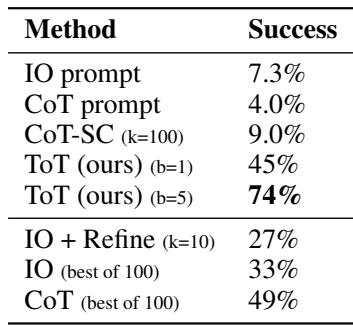 Method Success
IO prompt 7.3%
CoT prompt 4.0%
CoT-SC (k=100) 9.0%
ToT (ours) (b=1) 45%
ToT (ours) (b=5) 74%
IO + Refine (k=10) 27%
IO (best of 100) 33%
CoT (best of 100) 49%